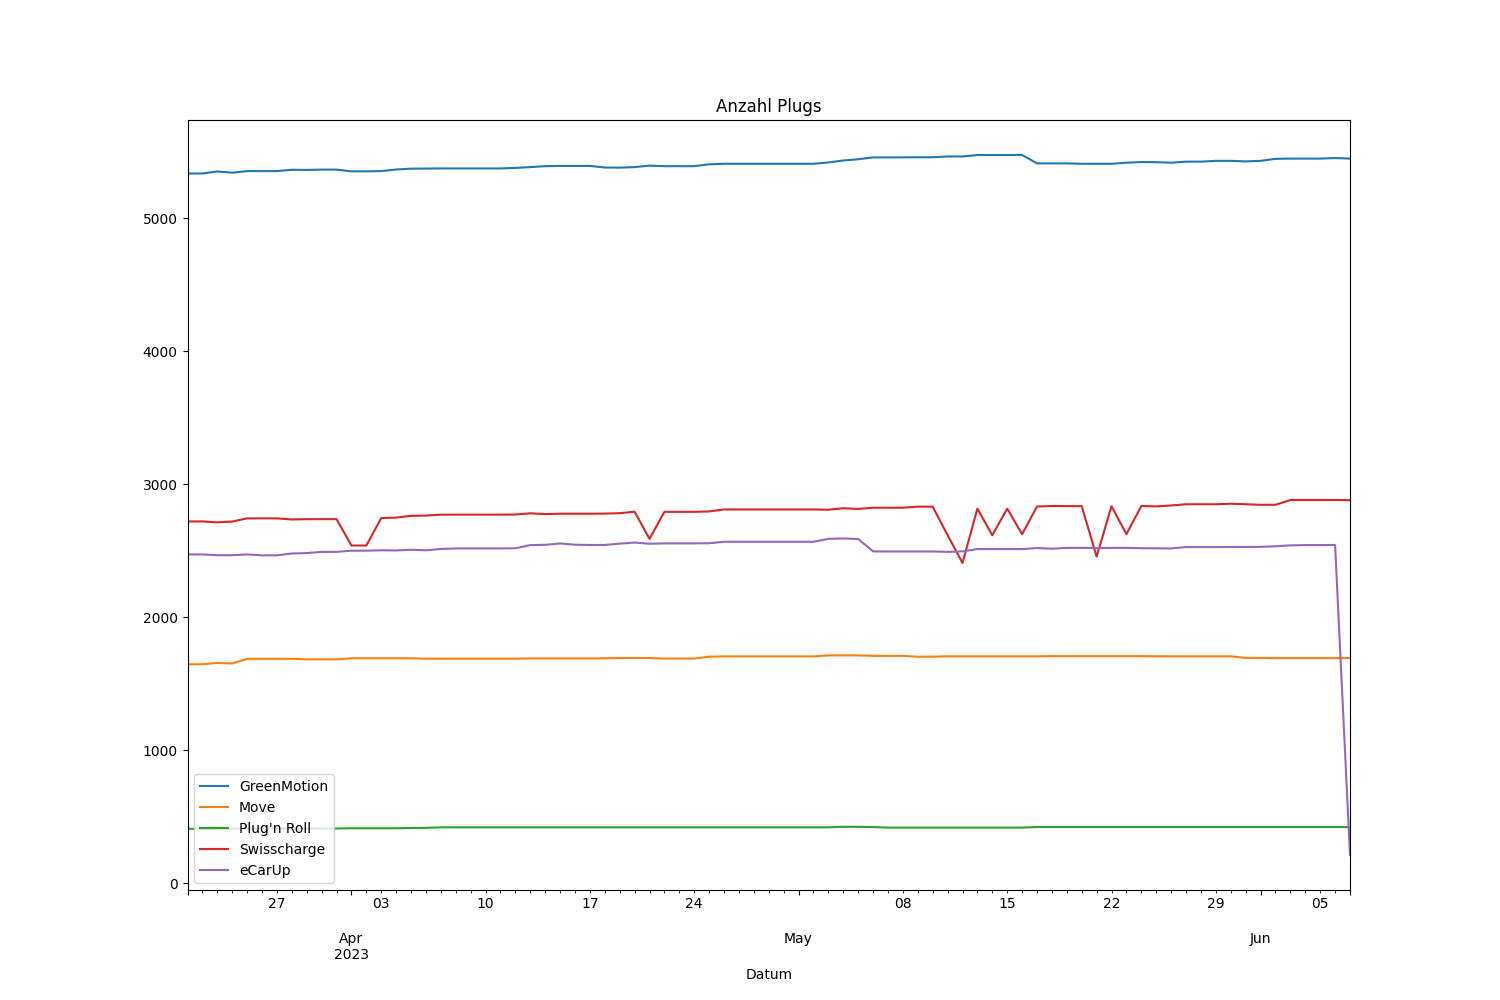 Anzahl Plugs
5000
4000
3000
2000
1000
0
GreenMotion
Move
Plug'n Roll
Swisscharge
eCarUp
27 03 10 17 24 08 15 22 29 05
Apr May Jun
2023
Datum